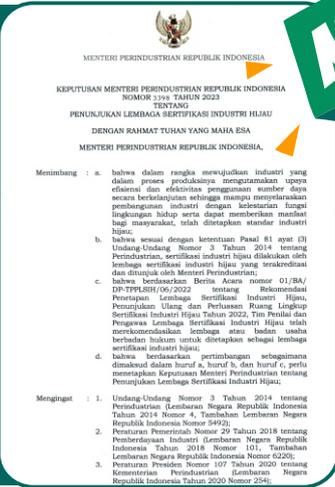 MENTERI PERINDUSTRIAN REPUBLIK INDONESIA
KEPUTUSAN MENTERI PERINDUSTRIAN REPUBLIK INDONESIA
NOMOR 3398 TAHUN 2023
TENTANG
PENUNJUKAN LEMBAGA SERTIFIKASI INDUSTRI HIJAU
DENGAN RAHMAT TUHAN YANG MAHA ESA
MENTERI PERINDUSTRIAN REPUBLIK INDONESIA,
Menimbang : a. bahwa dalam rangka mewujudkan industri yang
dalam proses produksinya mengutamakan upaya
efisiensi dan efektivitas penggunaan sumber daya
secara berkelanjutan sehingga mampu menyelaraskan
pembangunan industri dengan kelestarian fungsi
lingkungan hidup serta dapat memberikan manfaat
bagi masyarakat, telah ditetapkan standar industri
hijau;
b. bahwa sesuai dengan ketentuan Pasal 81 ayat (3)
Undang-Undang Nomor 3 Tahun 2014 tentang
Perindustrian, sertifikasi industri hijau dilakukan oleh
lembaga sertifikasi industri hijau yang terakreditasi
dan ditunjuk oleh Menteri Perindustrian;
c. bahwa berdasarkan Berita Acara nomor 01/BA/
DP-TPPLSIH/06/2022 tentang Rekomendasi
Penetapan Lembaga Sertifikasi Industri Hijau,
Penunjukan Ulang dan Perluasan Ruang Lingkup
Sertifikasi Industri Hijau Tahun 2022, Tim Penilai dan
Pengawas Lembaga Sertifikasi Industri Hijau telah
merekomendasikan lembaga atau badan usaha
berbadan hukum untuk ditetapkan sebagai lembaga
sertifikasi industri hijau;
d. bahwa berdasarkan pertimbangan sebagaimana
dimaksud dalam huruf a, huruf b, dan huruf c, perlu
menetapkan Keputusan Menteri Perindustrian tentang
Penunjukan Lembaga Sertifikasi Industri Hijau;
Mengingat : 1. Undang-Undang Nomor 3 Tahun 2014 tentang
Perindustrian (Lembaran Negara Republik Indonesia
Tahun 2014 Nomor 4, Tambahan Lembaran Negara
Republik Indonesia Nomor 5492);
2. Peraturan Pemerintah Nomor 29 Tahun 2018 tentang
Pemberdayaan Industri (Lembaran Negara Republik
Indonesia Tahun 2018 Nomor 101, Tambahan
Lembaran Negara Republik Indonesia Nomor 6220);
3. Peraturan Presiden Nomor 107 Tahun 2020 tentang
Kementerian Perindustrian (Lembaran Negara
Republik Indonesia Tahun 2020 Nomor 254);